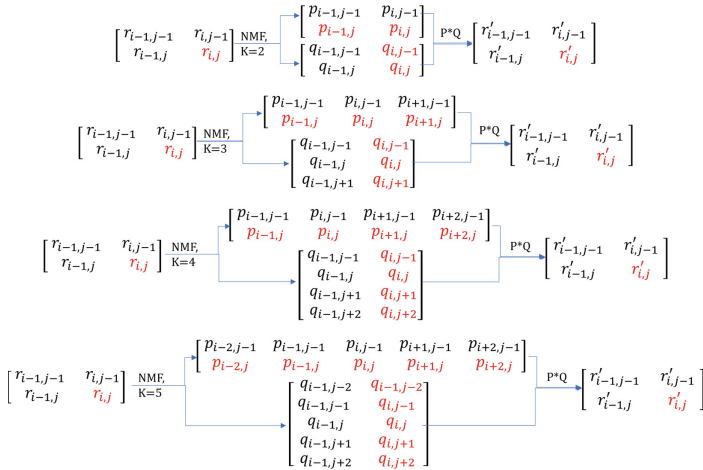 p_{i-1,j-1} p_{i,j-1}
r_{i-1,j-1} r_{i,j-1} NMF, p_{i-1,j} p_{i,j} P*Q r'_{i-1,j-1} r'_{i,j-1}
r_{i-1,j} r_{i,j} K=2 q_{i-1,j-1} q_{i,j-1} r'_{i-1,j} r'_{i,j}
q_{i-1,j} q_{i,j}
p_{i-1,j-1} p_{i,j-1} p_{i+1,j-1}
r_{i-1,j-1} r_{i,j-1} NMF, p_{i-1,j} p_{i,j} p_{i+1,j} P*Q r'_{i-1,j-1} r'_{i,j-1}
r_{i-1,j} r_{i,j} K=3 q_{i-1,j-1} q_{i,j-1} r'_{i-1,j} r'_{i,j}
q_{i-1,j} q_{i,j}
q_{i-1,j+1} q_{i,j+1}
p_{i-1,j-1} p_{i,j-1} p_{i+1,j-1} p_{i+2,j-1}
p_{i-1,j} p_{i,j} p_{i+1,j} p_{i+2,j}
r_{i-1,j-1} r_{i,j-1} NMF, q_{i-1,j-1} q_{i,j-1} P*Q r'_{i-1,j-1} r'_{i,j-1}
r_{i-1,j} r_{i,j} K=4 q_{i-1,j} q_{i,j} r'_{i-1,j} r'_{i,j}
q_{i-1,j+1} q_{i,j+1}
q_{i-1,j+2} q_{i,j+2}
p_{i-2,j-1} p_{i-1,j-1} p_{i,j-1} p_{i+1,j-1} p_{i+2,j-1}
p_{i-2,j} p_{i-1,j} p_{i,j} p_{i+1,j} p_{i+2,j}
r_{i-1,j-1} r_{i,j-1} NMF, q_{i-1,j-2} q_{i-1,j-2} P*Q r'_{i-1,j-1} r'_{i,j-1}
r_{i-1,j} r_{i,j} K=5 q_{i-1,j-1} q_{i,j-1} r'_{i-1,j} r'_{i,j}
q_{i-1,j} q_{i,j}
q_{i-1,j+1} q_{i,j+1}
q_{i-1,j+2} q_{i,j+2}